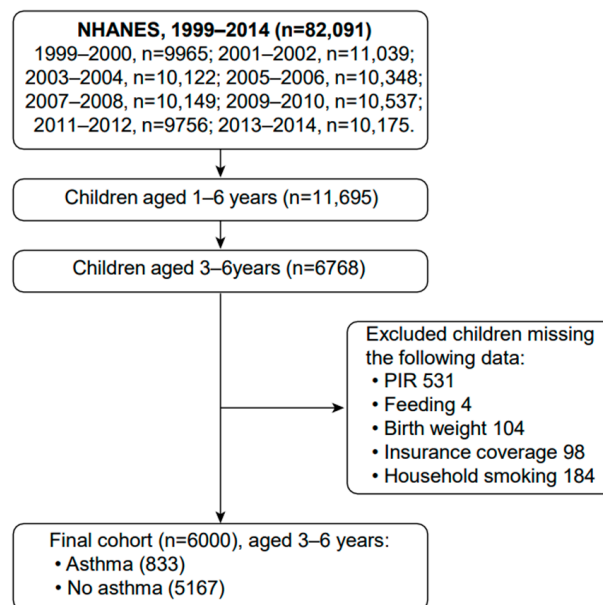 NHANES, 1999–2014 (n=82,091)
1999–2000, n=9965; 2001–2002, n=11,039;
2003–2004, n=10,122; 2005–2006, n=10,348;
2007–2008, n=10,149; 2009–2010, n=10,537;
2011–2012, n=9756; 2013–2014, n=10,175.
Children aged 1–6 years (n=11,695)
Children aged 3–6years (n=6768)
Excluded children missing
the following data:
• PIR 531
• Feeding 4
• Birth weight 104
• Insurance coverage 98
• Household smoking 184
Final cohort (n=6000), aged 3–6 years:
• Asthma (833)
• No asthma (5167)